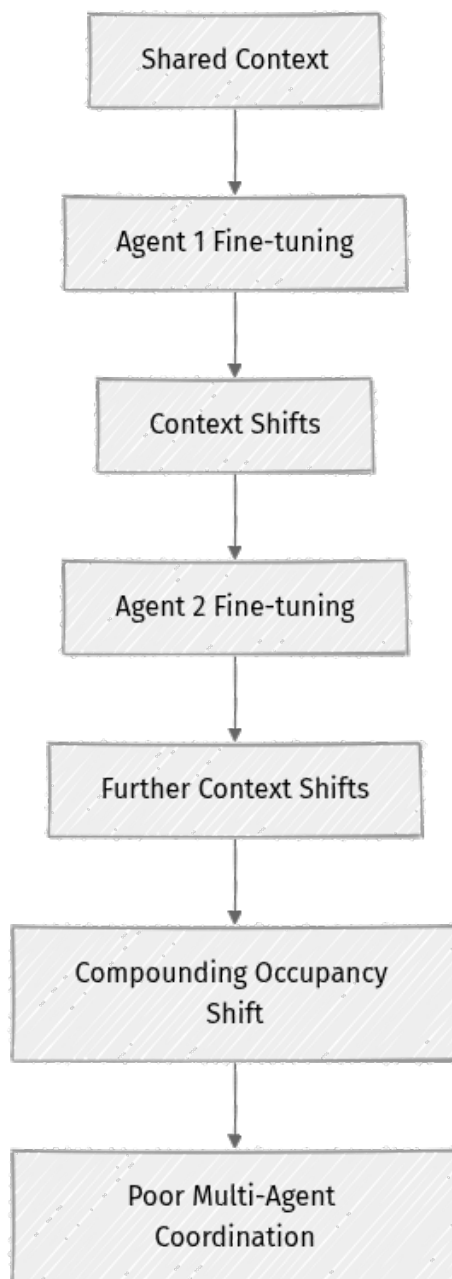 Shared Context
Agent 1 Fine-tuning
Context Shifts
Agent 2 Fine-tuning
Further Context Shifts
Compounding Occupancy
Shift
Poor Multi-Agent
Coordination